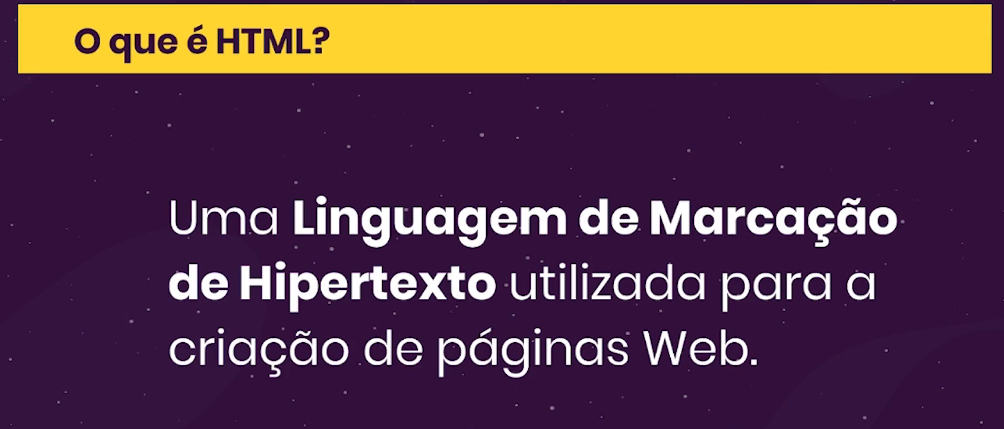 O que é HTML?
Uma Linguagem de Marcação
de Hipertexto utilizada para a
criação de páginas Web.